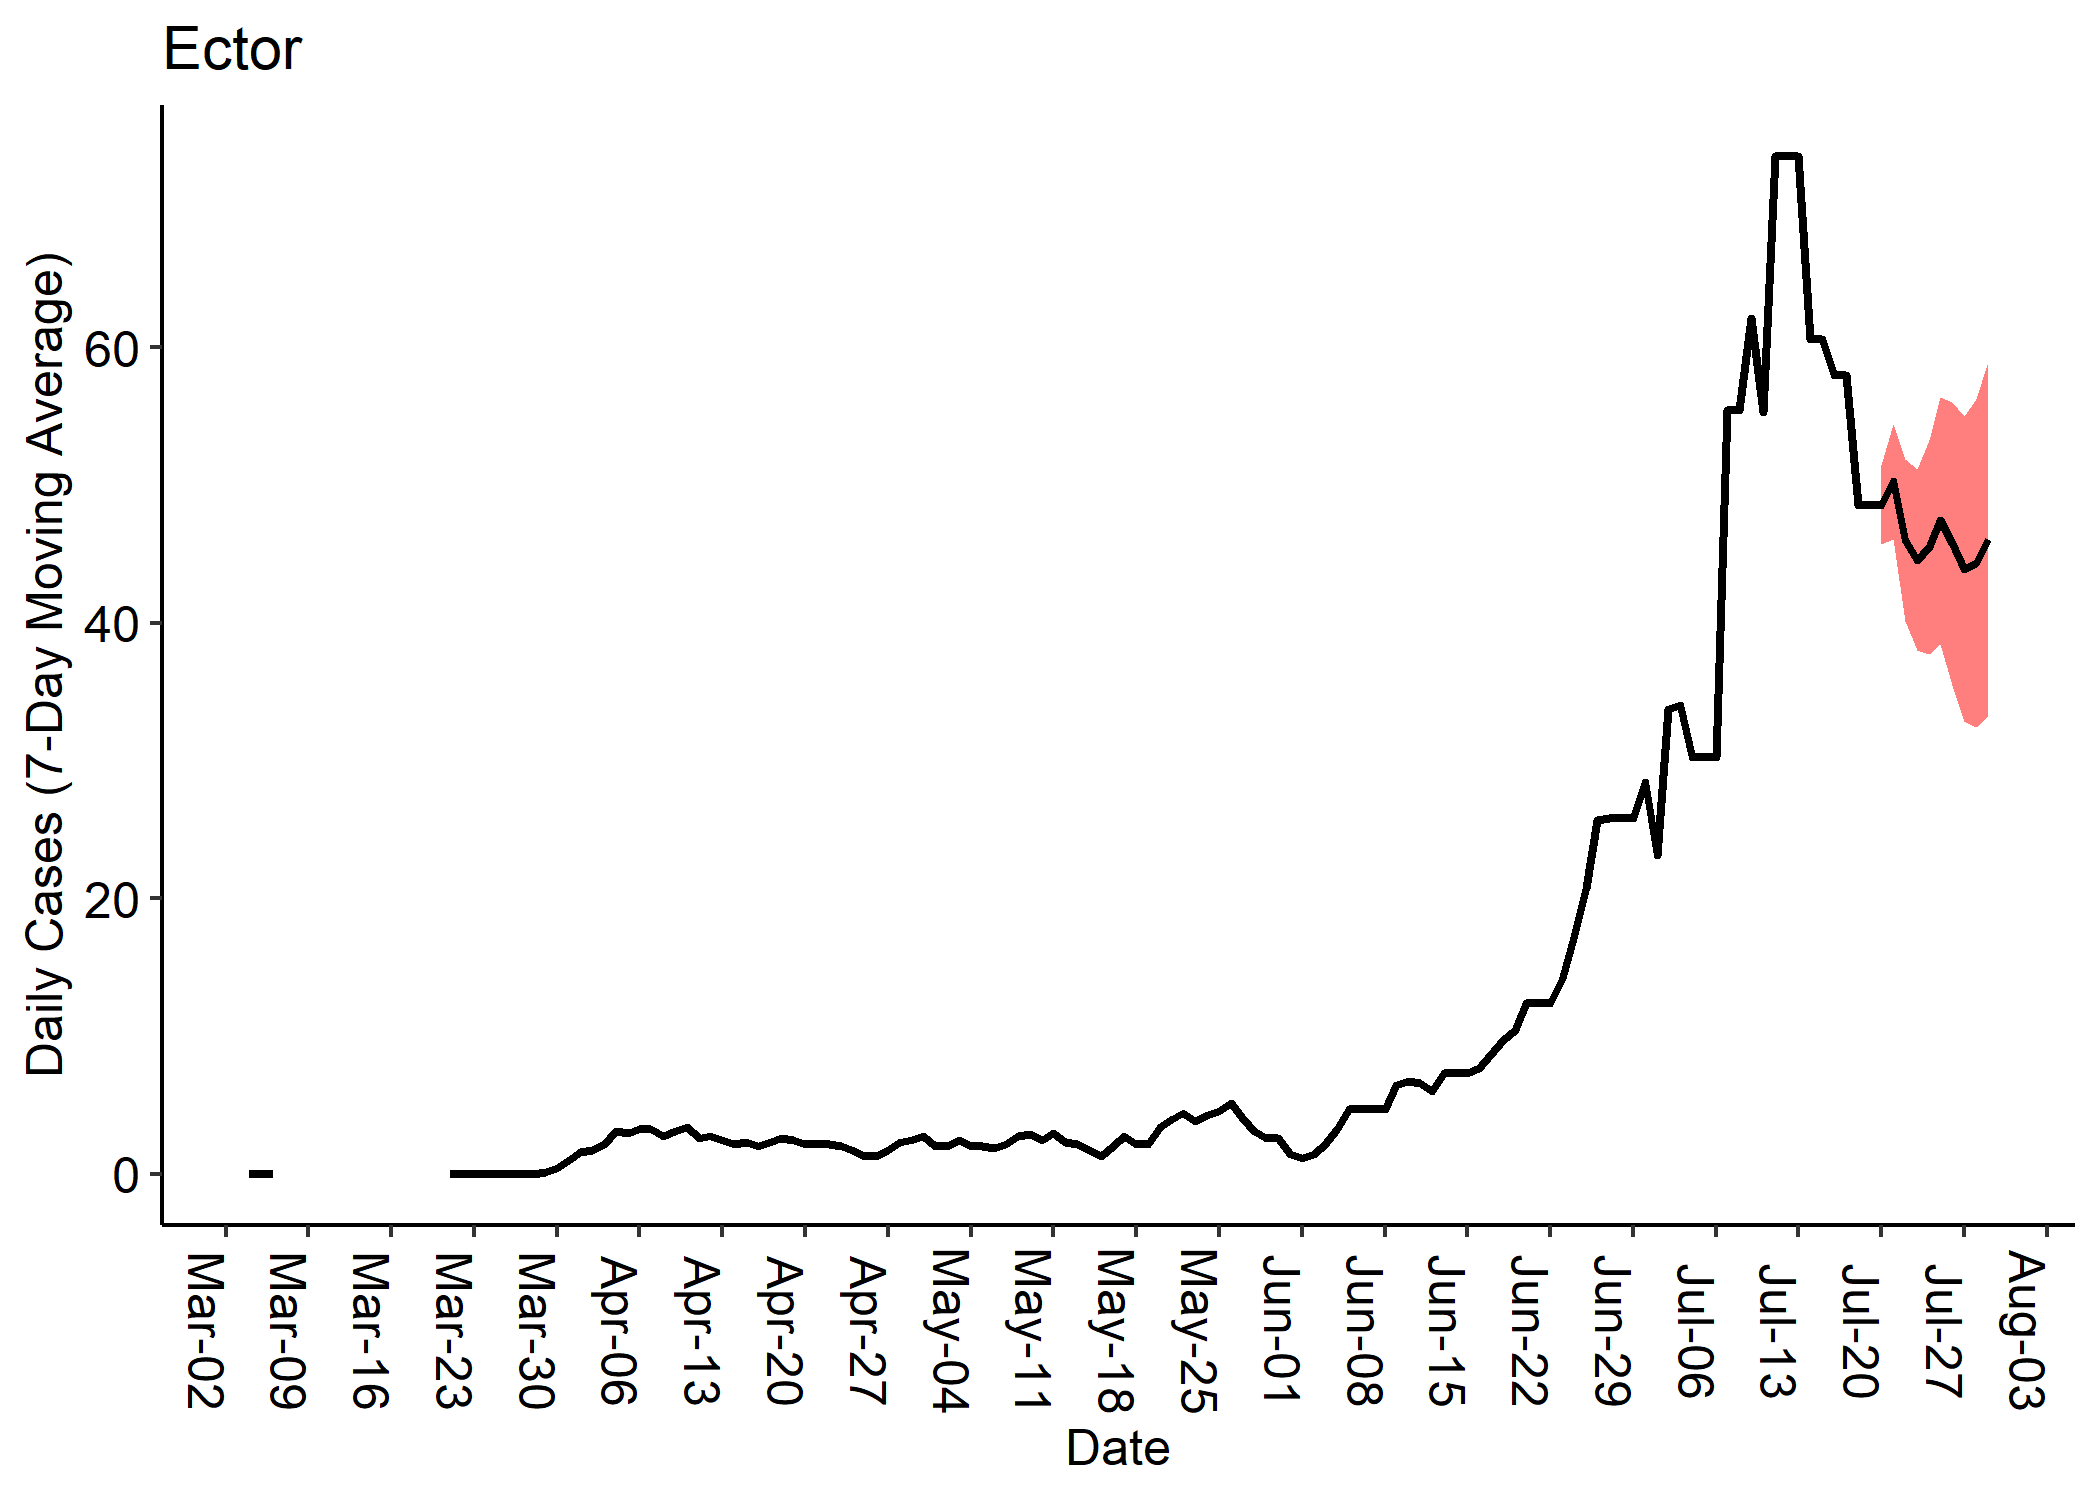 Ector
Daily Cases (7-Day Moving Average)
60
40
20
0
Mar-02
Mar-09
Mar-16
Mar-23
Mar-30
Apr-06
Apr-13
Apr-20
Apr-27
May-04
May-11
May-18
May-25
Jun-01
Jun-08
Jun-15
Jun-22
Jun-29
Jul-06
Jul-13
Jul-20
Jul-27
Aug-03
Date